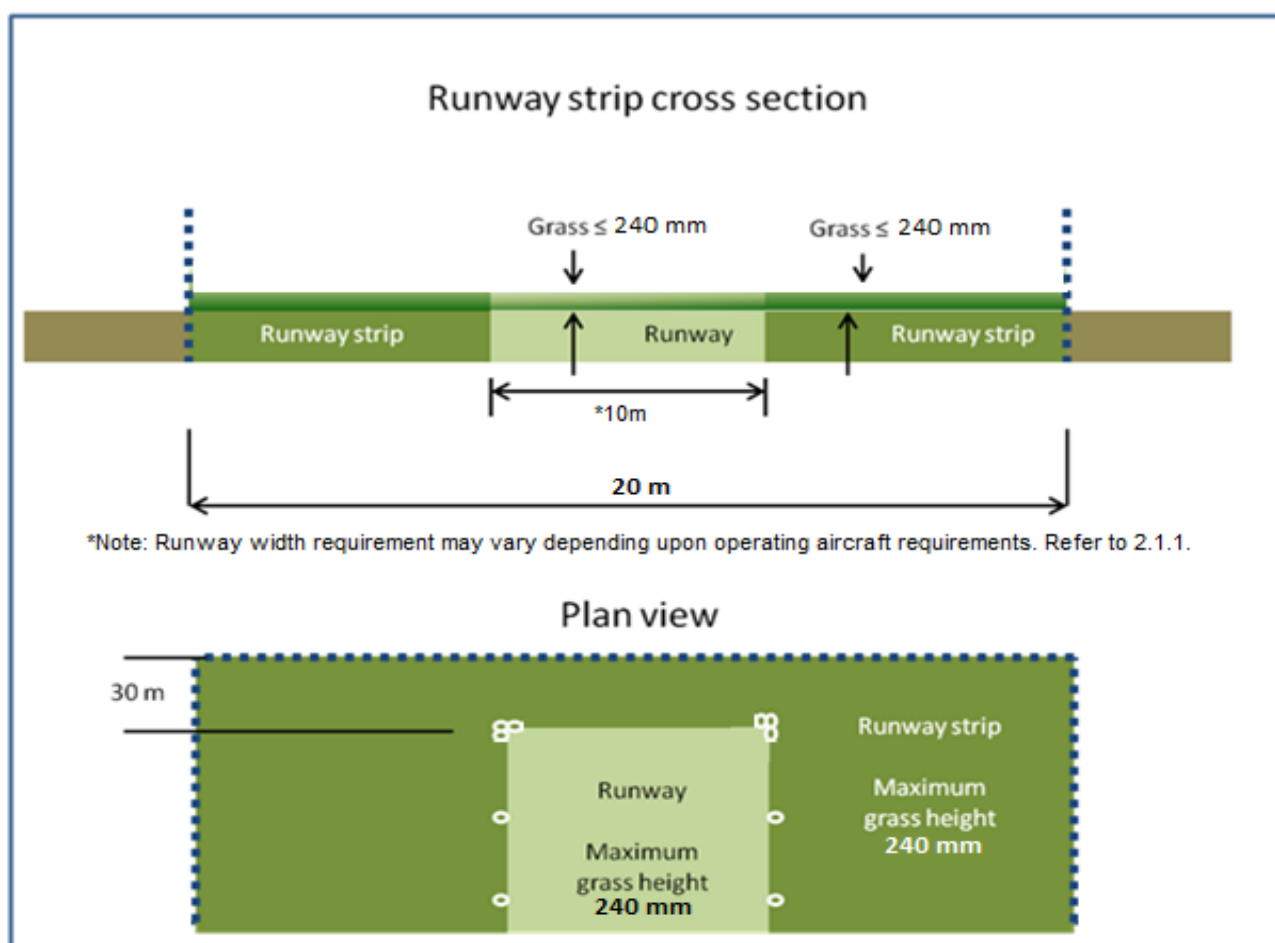 Runway strip cross section
Grass ≤ 240 mm
Grass ≤ 240 mm
Runway strip
Runway
Runway strip
*10m
20 m
*Note: Runway width requirement may vary depending upon operating aircraft requirements. Refer to 2.1.1.
Plan view
30 m
Runway strip
Runway
Maximum
grass height
240 mm
Maximum
grass height
240 mm